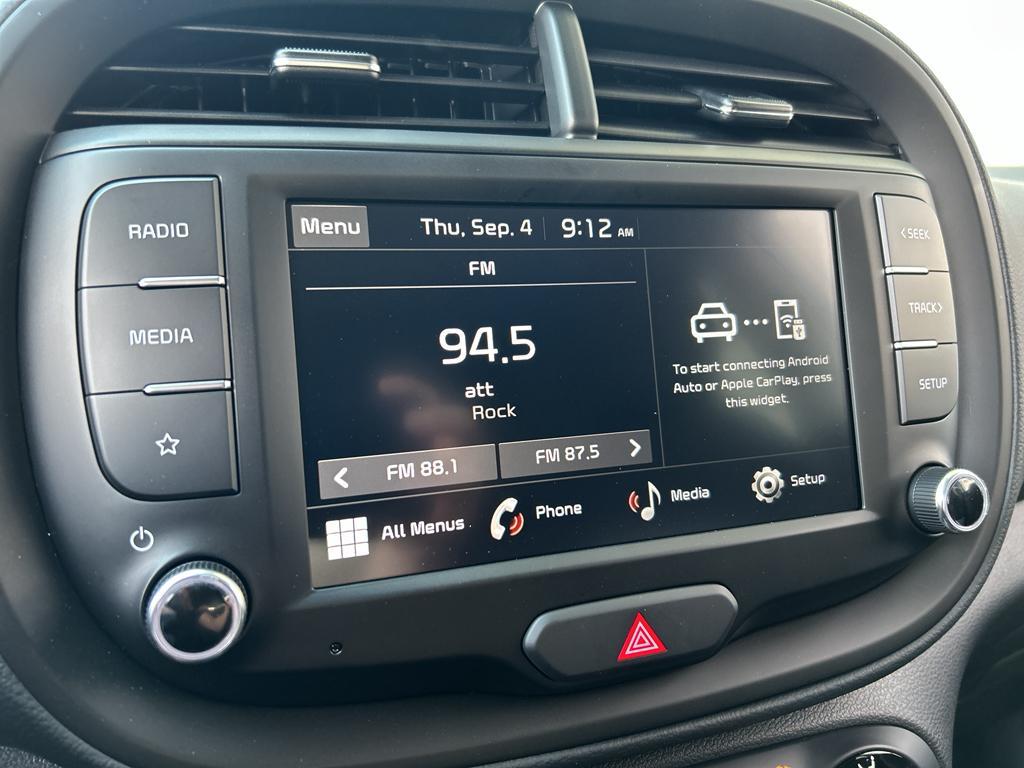 RADIO
MEDIA
Menu
Thu, Sep. 4
9:12 AM
FM
94.5
att
Rock
< FM 88.1
FM 87.5 >
To start connecting Android
Auto or Apple CarPlay, press
this widget.
All Menus
Phone
Media
Setup
<SEEK
TRACK>
SETUP